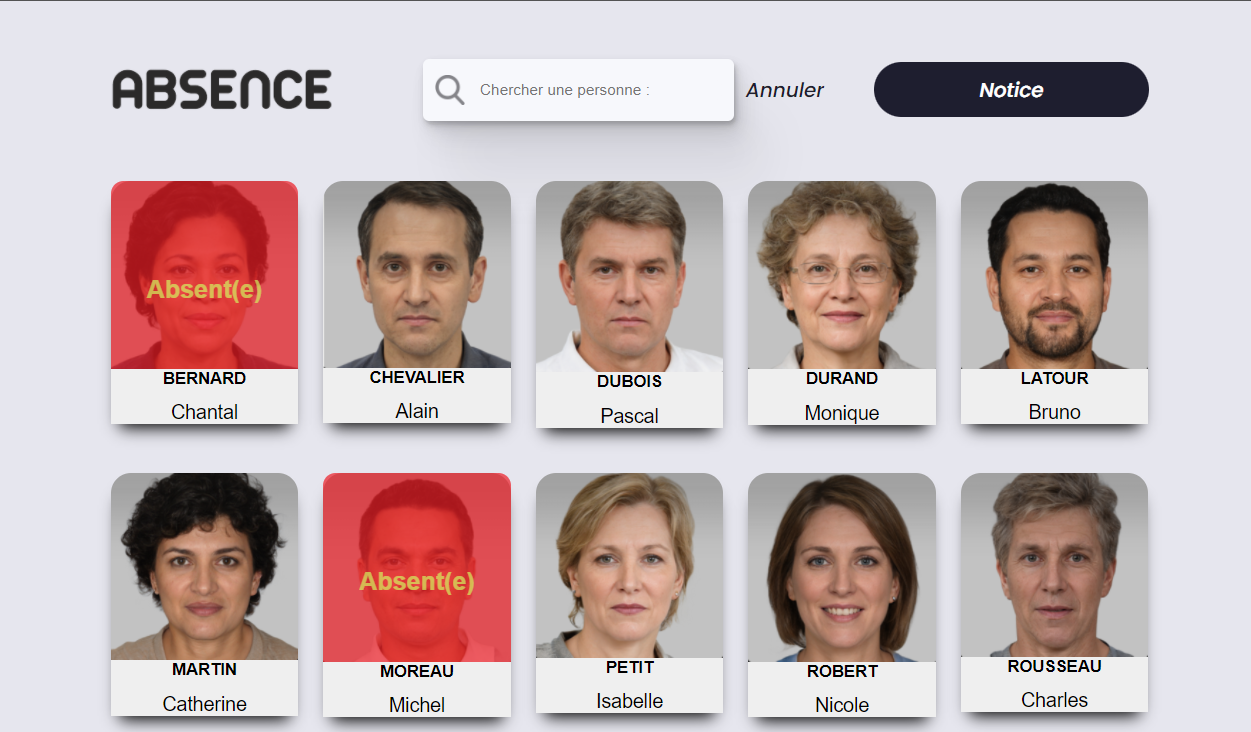 ABSENCE
Chercher une personne :
Annuler
Notice
Absent(e)
BERNARD
Chantal
CHEVALIER
Alain
DUBOIS
Pascal
DURAND
Monique
LATOUR
Bruno
MARTIN
Catherine
Absent(e)
MOREAU
Michel
PETIT
Isabelle
ROBERT
Nicole
ROUSSEAU
Charles